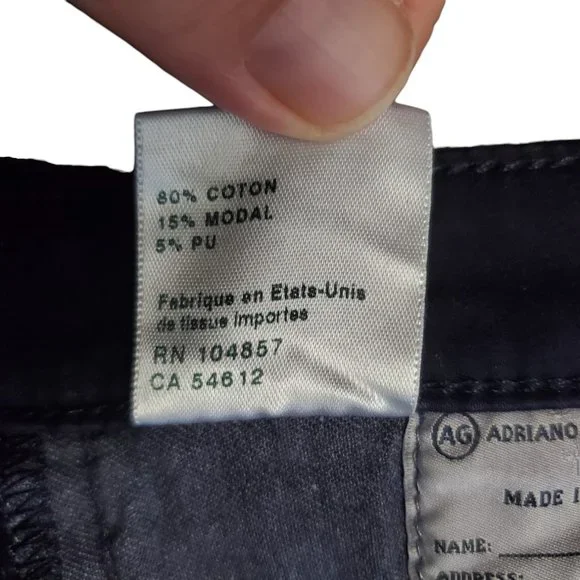 80% COTON
15% MODAL
5% PU
Fabrique en Etats-Unis
de tissue importes
RN 104857
CA 54612
AG ADRIANO
MADE
NAME:
ADDRESS: